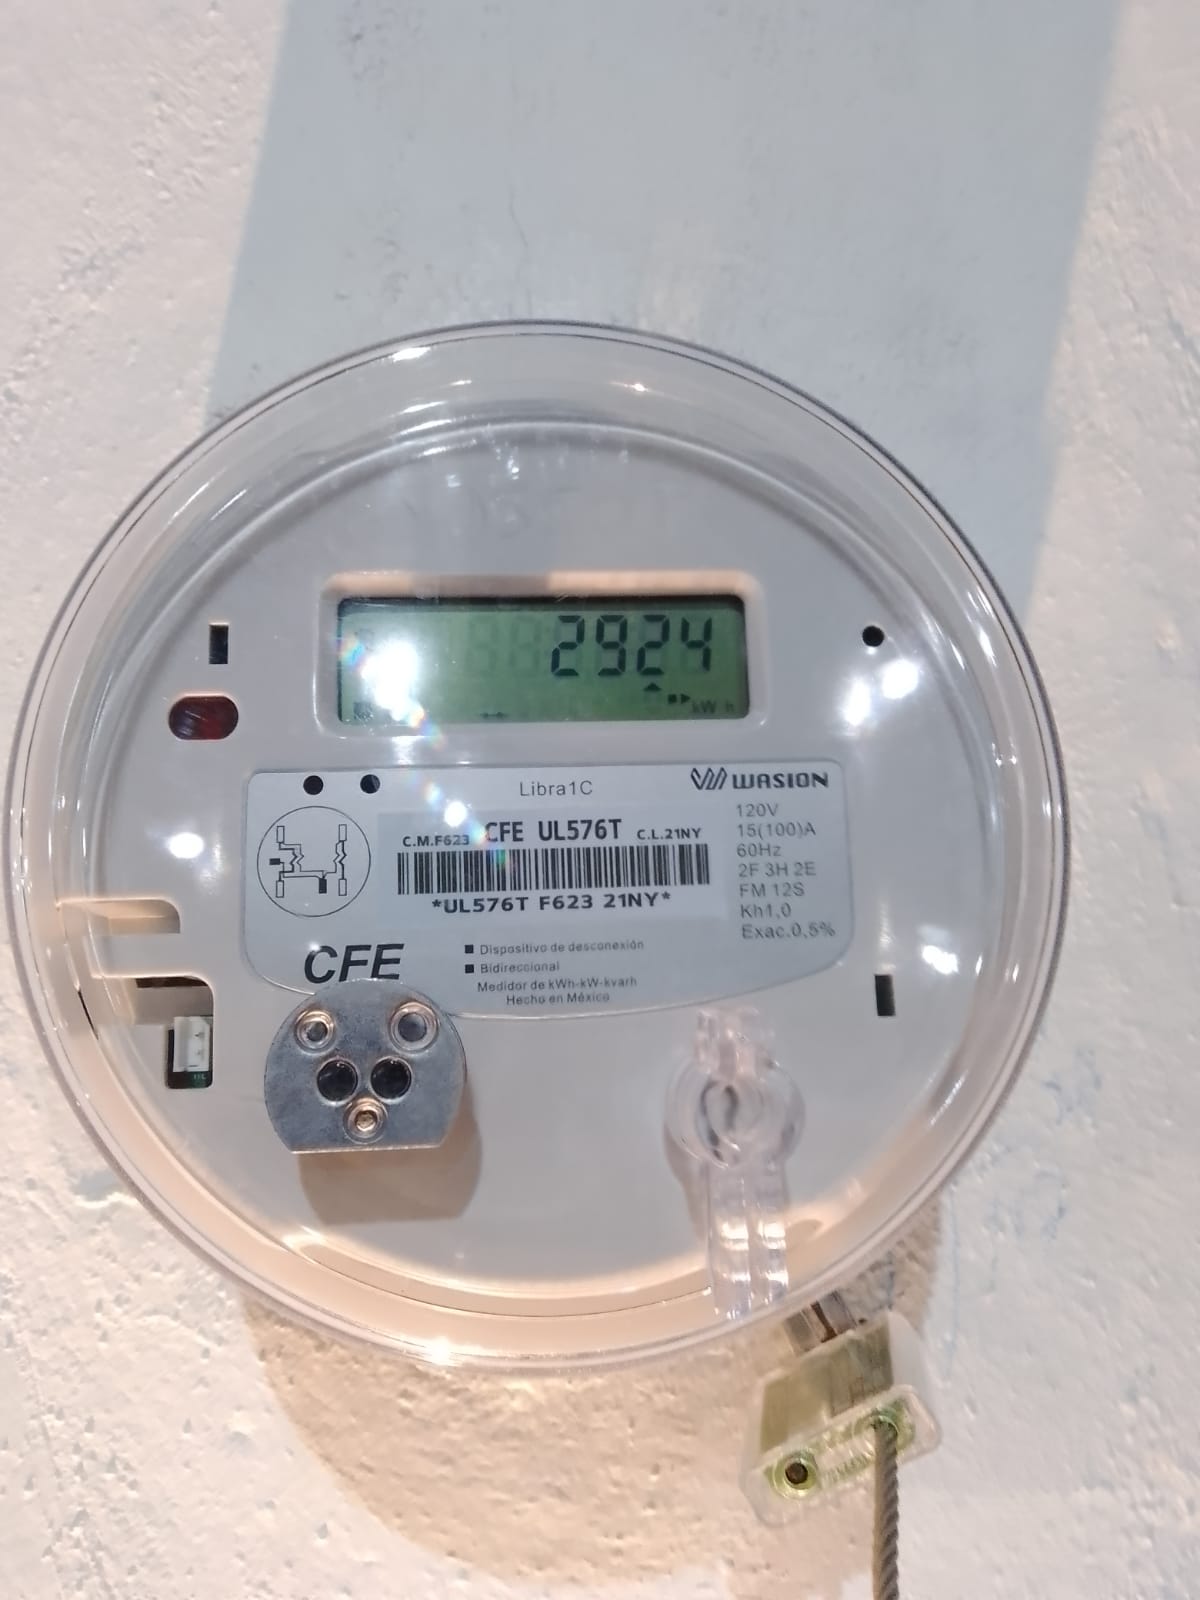 2924
kW h
Libra1C
WASION
C.M.F623 CFE UL576T C.L.21NY
*UL576T F623 21NY*
120V
15(100)A
60Hz
2F 3H 2E
FM 12S
Kh1,0
Exac.0,5%
CFE
Dispositivo de desconexión
Bidireccional
Medidor de kWh-kW-kvarh
Hecho en México